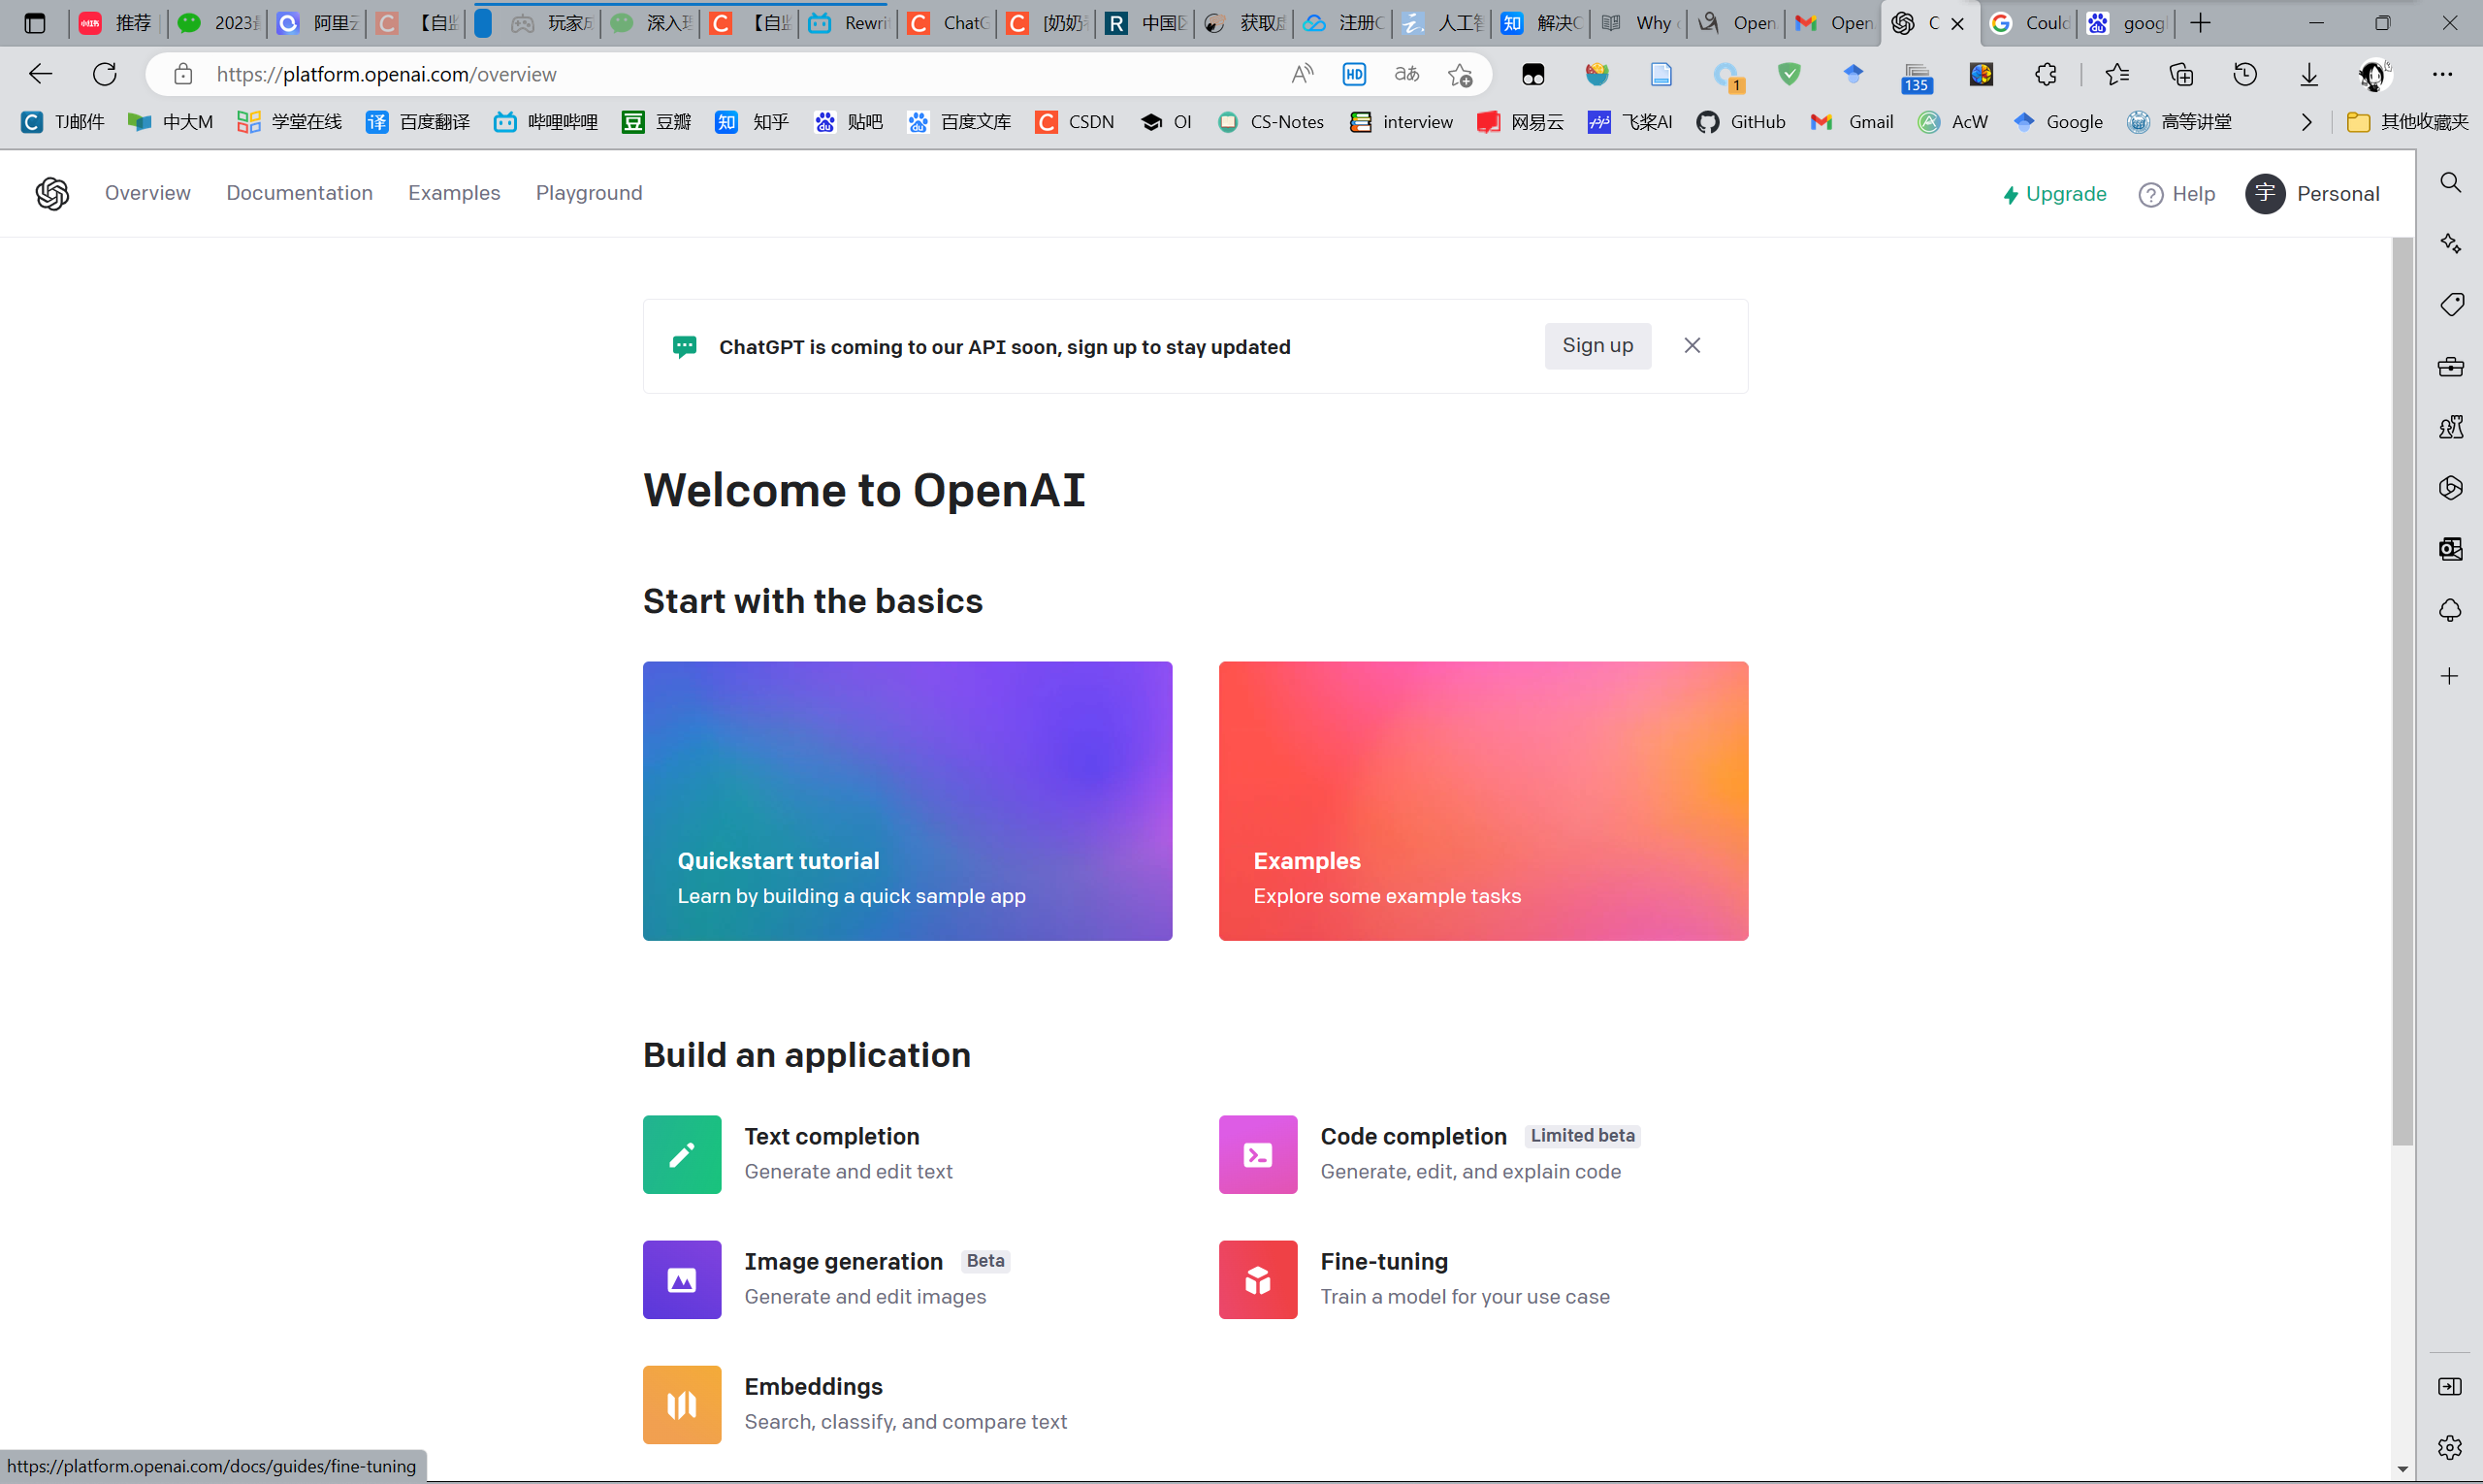 推荐
2023
阿里云
【自
玩家
深入
【自
Rewri
ChatG
[奶奶
中国
获取
注册C
人工智
解决C
Why
Open
Open
C
Could
goog
https://platform.openai.com/overview
HD
1
135
TJ邮件
中大M
学堂在线
百度翻译
哔哩哔哩
豆瓣
知乎
贴吧
百度文库
CSDN
OI
CS-Notes
interview
网易云
飞桨AI
GitHub
Gmail
AcW
Google
高等讲堂
其他收藏夹
Overview
Documentation
Examples
Playground
Upgrade
Help
宇
Personal
ChatGPT is coming to our API soon, sign up to stay updated
Sign up
Welcome to OpenAI
Start with the basics
Quickstart tutorial
Learn by building a quick sample app
Examples
Explore some example tasks
Build an application
Text completion
Generate and edit text
Code completion Limited beta
Generate, edit, and explain code
Image generation Beta
Generate and edit images
Fine-tuning
Train a model for your use case
Embeddings
Search, classify, and compare text
https://platform.openai.com/docs/guides/fine-tuning